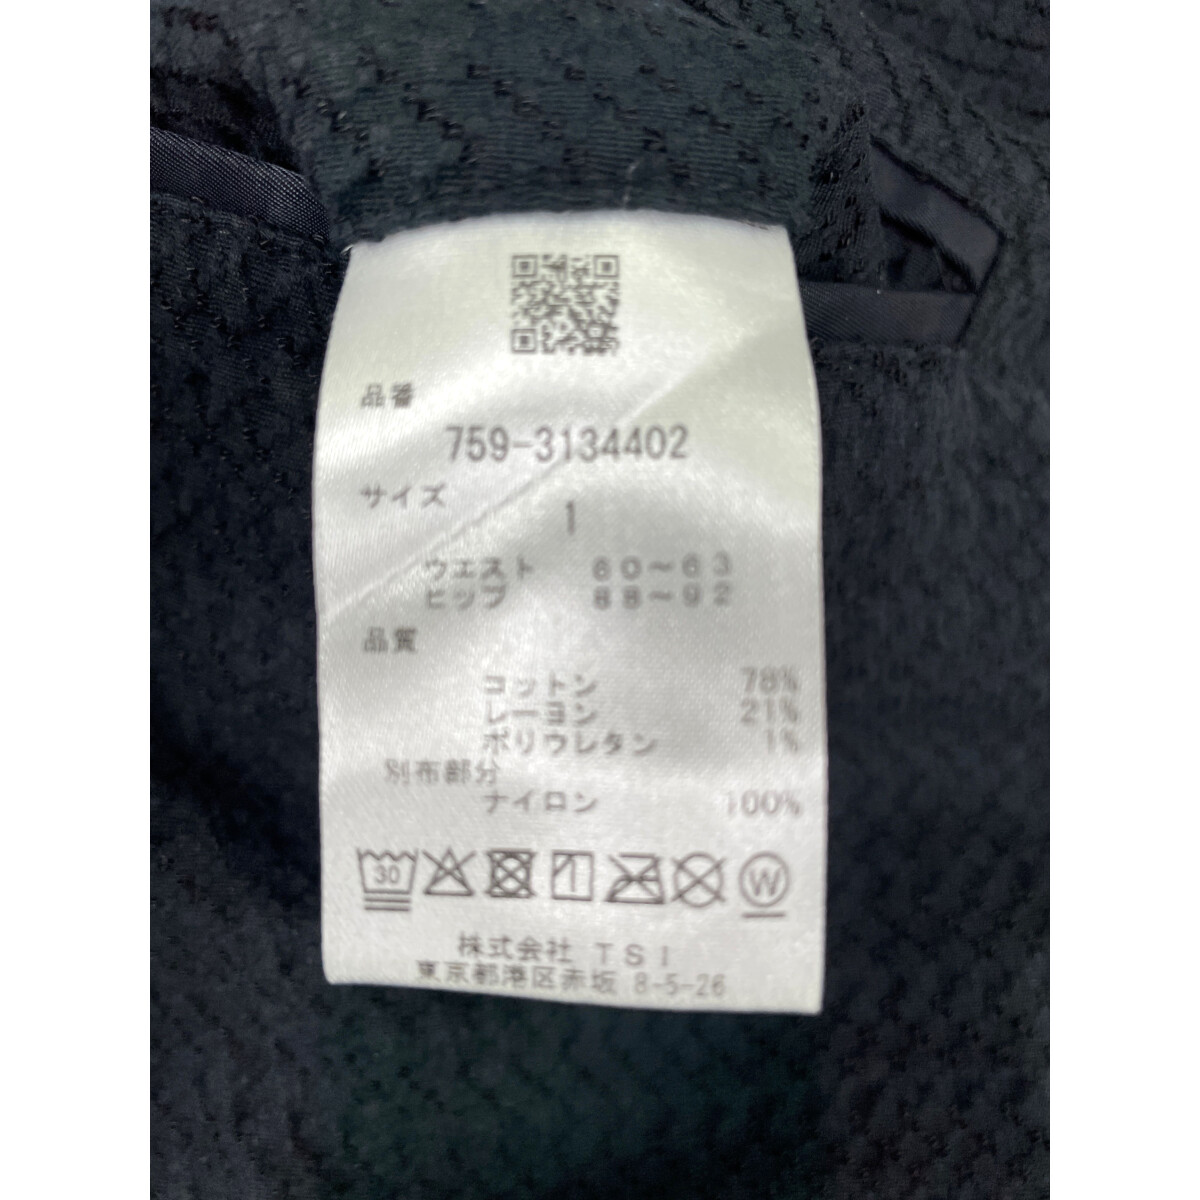 品番
759-3134402
サイズ
1
ウエスト 60～63
ヒップ 88～92
品質
コットン 78%
レーヨン 21%
ポリウレタン 1%
別布部分
ナイロン 100%
30 W
株式会社 TSI
東京都港区赤坂 8-5-26